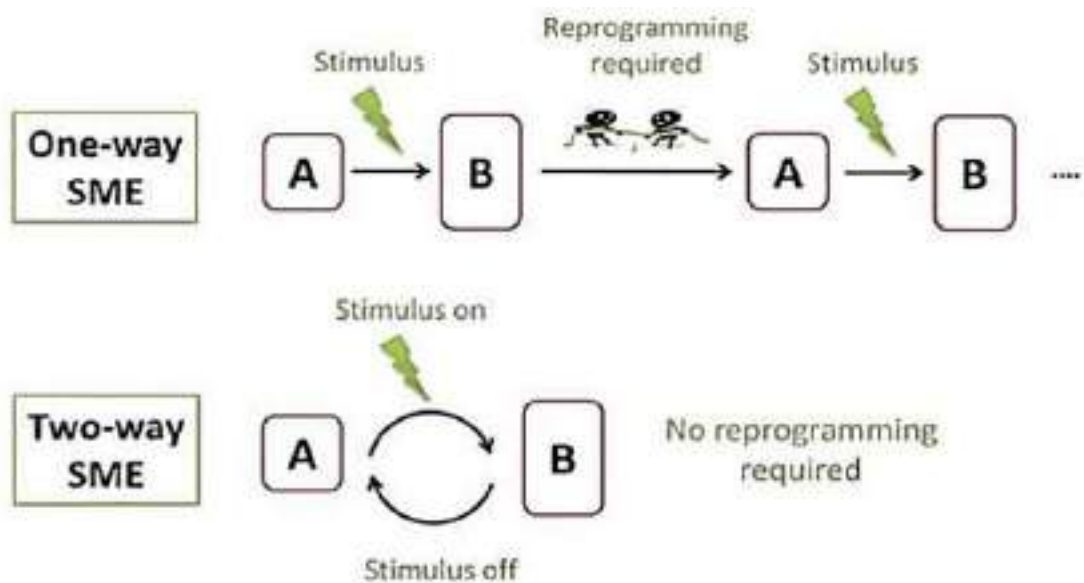 Reprogramming
required
Stimulus
Stimulus
One-way
SME
A
B
A
B
....
Stimulus on
Two-way
SME
A
B
No reprogramming
required
Stimulus off